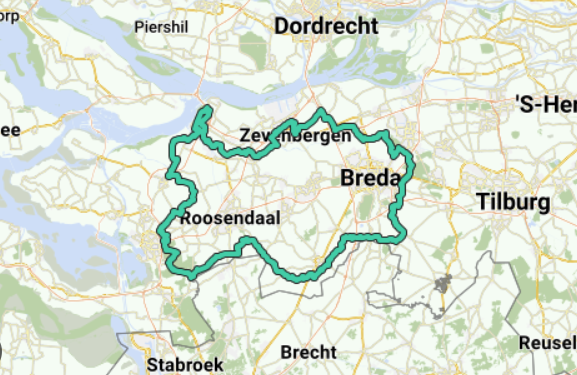 Piershil
Dordrecht
'S-Her
Zevenbergen
ee
Breda
Roosendaal
Tilburg
Brecht
Reusel
Stabroek